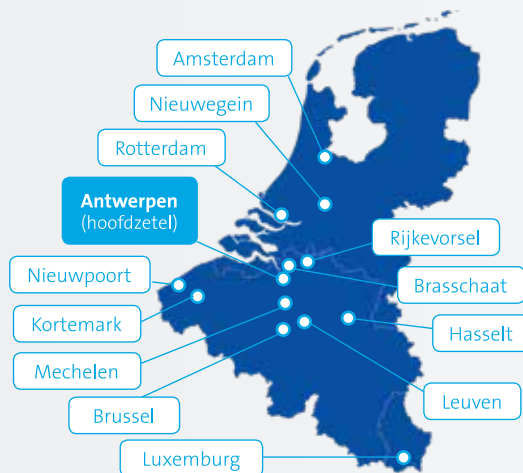 Amsterdam
Nieuwegein
Rotterdam
Antwerpen
(hoofdzetel)
Rijkevorsel
Nieuwpoort
Brasschaat
Kortemark
Hasselt
Mechelen
Leuven
Brussel
Luxemburg